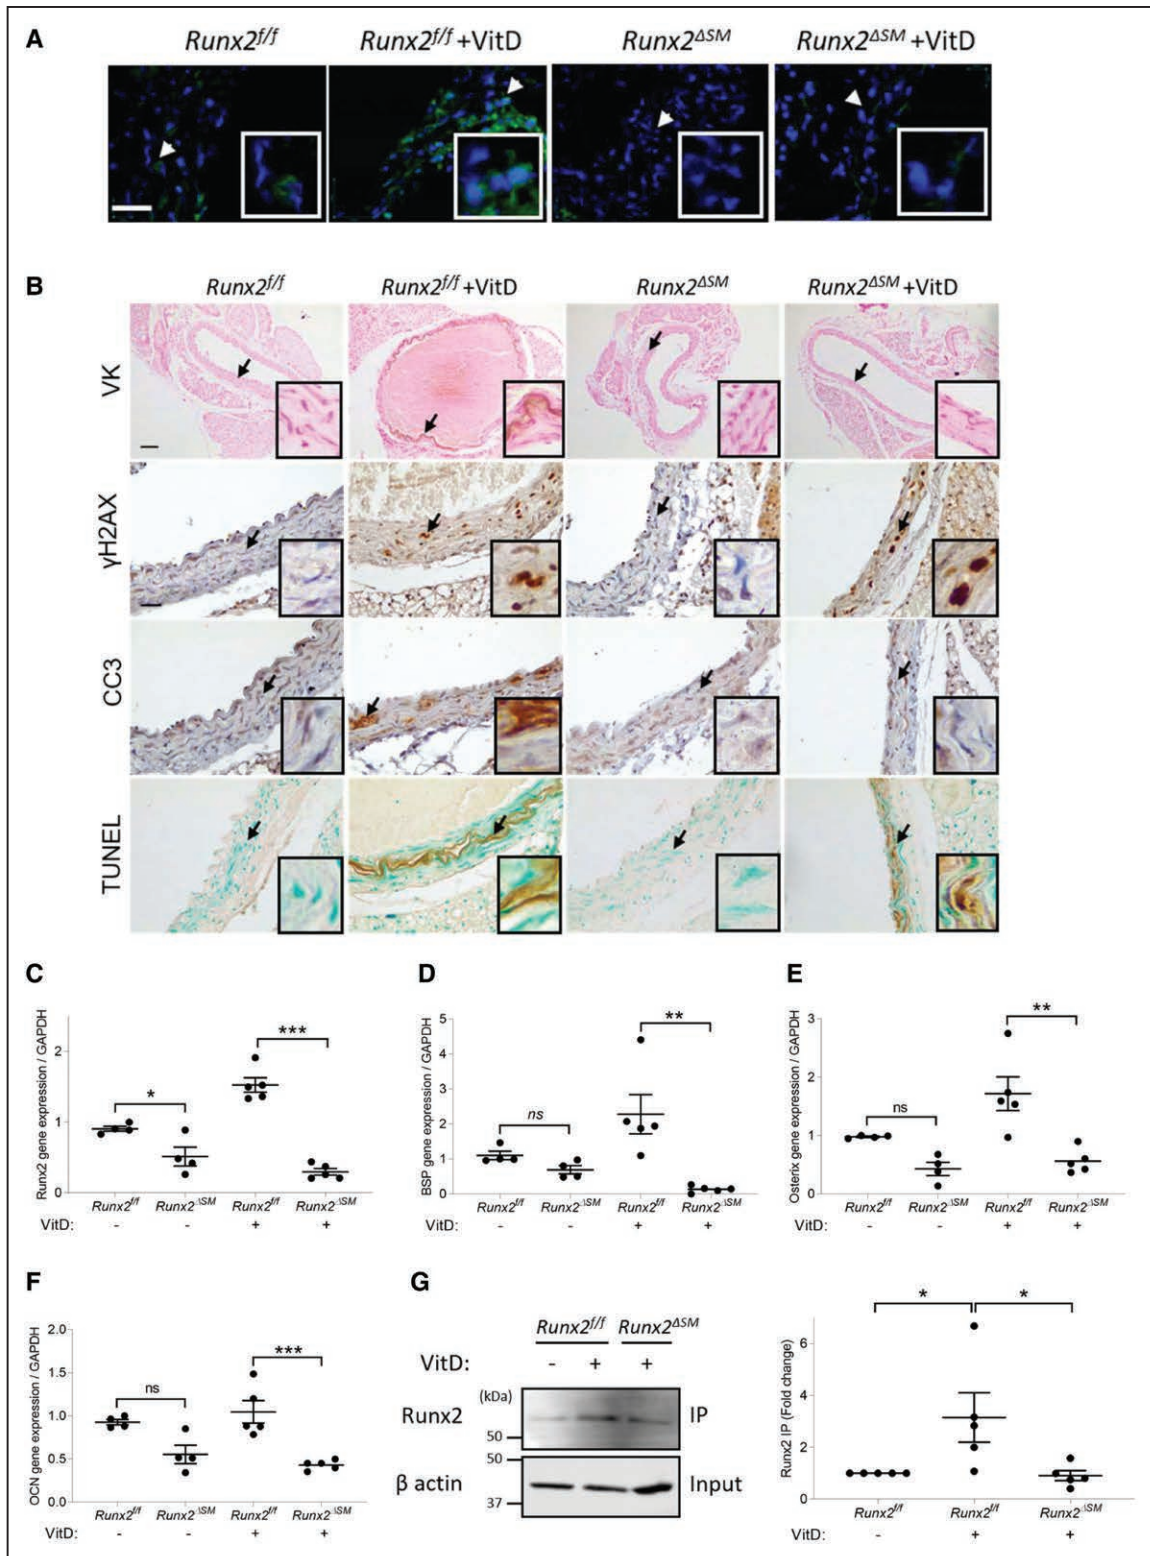 A
Runx2f/f Runx2f/f +VitD Runx2ΔSM Runx2ΔSM +VitD
B
Runx2f/f Runx2f/f +VitD Runx2ΔSM Runx2ΔSM +VitD
VK
γH2AX
CC3
TUNEL
C
Runx2 gene expression / GAPDH
2
1
0
*
***
Runx2f/f Runx2ΔSM Runx2f/f Runx2ΔSM
VitD: - - + +
D
BSP gene expression / GAPDH
5
4
3
2
1
0
ns
**
Runx2f/f Runx2ΔSM Runx2f/f Runx2ΔSM
VitD: - - + +
E
Osterix gene expression / GAPDH
3
2
1
0
ns
**
Runx2f/f Runx2ΔSM Runx2f/f Runx2ΔSM
VitD: - - + +
F
OCN gene expression / GAPDH
2.0
1.5
1.0
0.5
0.0
ns
***
Runx2f/f Runx2ΔSM Runx2f/f Runx2ΔSM
VitD: - - + +
G
Runx2f/f Runx2ΔSM
VitD: - + +
(kDa)
Runx2 IP
50
50
β actin Input
37
Runx2 IP (Fold change)
6
4
2
0
* *
Runx2f/f Runx2f/f Runx2ΔSM
VitD: - + +